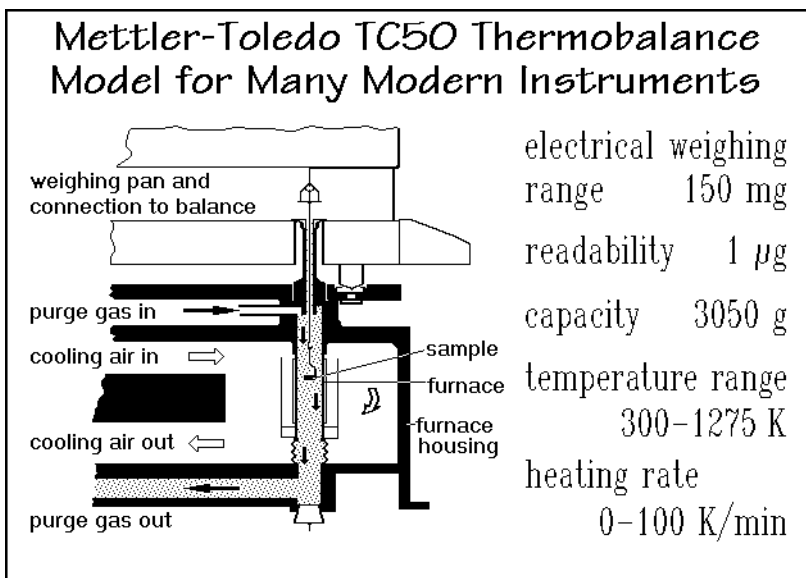 Mettler-Toledo TC50 Thermobalance
Model for Many Modern Instruments
weighing pan and
connection to balance
purge gas in
cooling air in
cooling air out
purge gas out
sample
furnace
furnace
housing
electrical weighing
range 150 mg
readability 1 µg
capacity 3050 g
temperature range
300–1275 K
heating rate
0–100 K/min